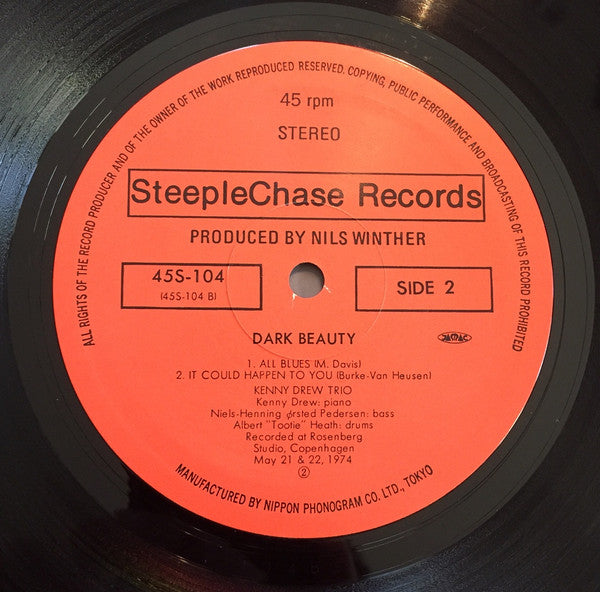 ALL RIGHTS OF THE RECORD PRODUCER AND OF THE OWNER OF THE WORK REPRODUCED RESERVED. COPYING, PUBLIC PERFORMANCE AND BROADCASTING OF THIS RECORD PROHIBITED
45 rpm
STEREO
SteepleChase Records
PRODUCED BY NILS WINTHER
45S-104
(45S-104 B)
SIDE 2
DARK BEAUTY
1. ALL BLUES (M. Davis)
2. IT COULD HAPPEN TO YOU (Burke-Van Heusen)
KENNY DREW TRIO
Kenny Drew: piano
Niels-Henning ørsted Pedersen: bass
Albert "Tootie" Heath: drums
Recorded at Rosenberg
Studio, Copenhagen
May 21 & 22, 1974
②
MANUFACTURED BY NIPPON PHONOGRAM CO. LTD., TOKYO